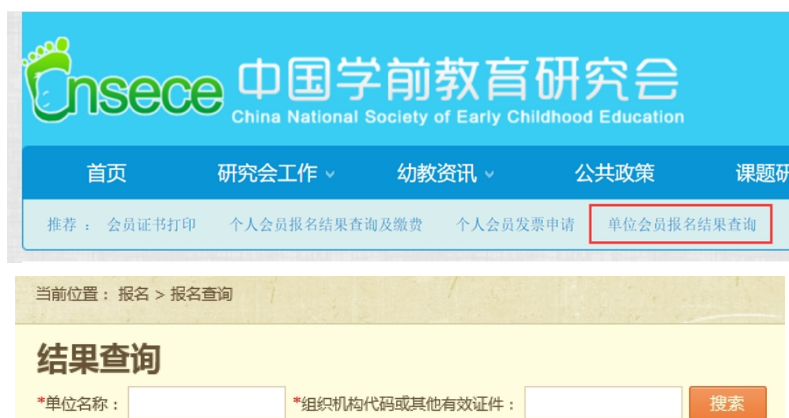 cnsece 中国学前教育研究会
China National Society of Early Childhood Education
首页 研究会工作 幼教资讯 公共政策 课题研
推荐 ： 会员证书打印 个人会员报名结果查询及缴费 个人会员发票申请 单位会员报名结果查询
当前位置：报名 > 报名查询
结果查询
*单位名称： *组织机构代码或其他有效证件： 搜索